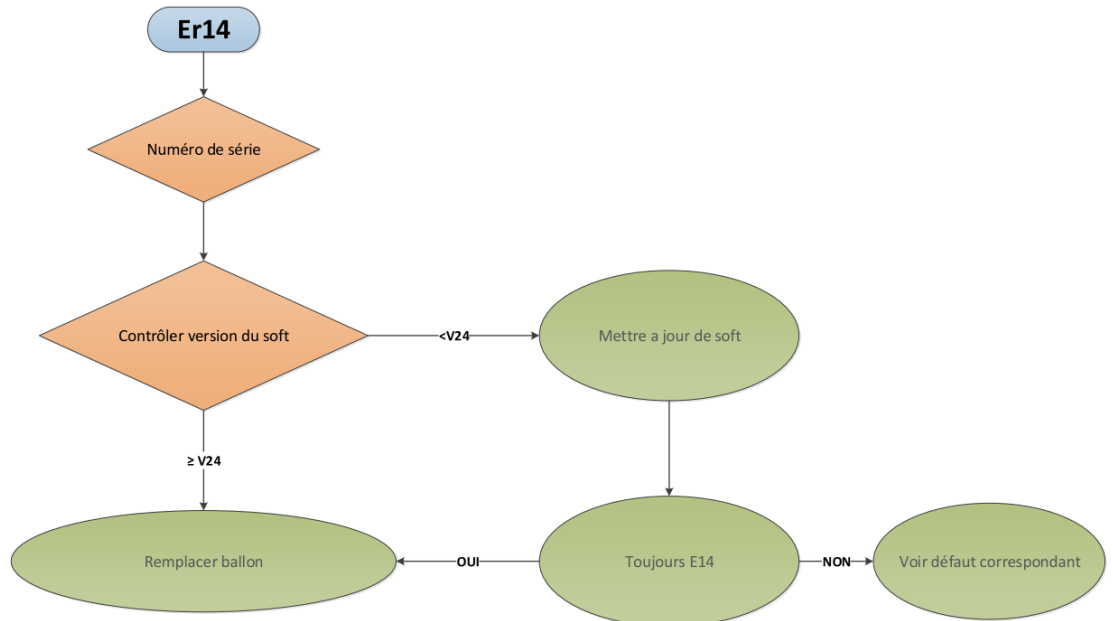 Er14
Numéro de série
Contrôler version du soft
<V24
Mettre a jour de soft
≥ V24
Remplacer ballon
OUI
Toujours E14
NON
Voir défaut correspondant